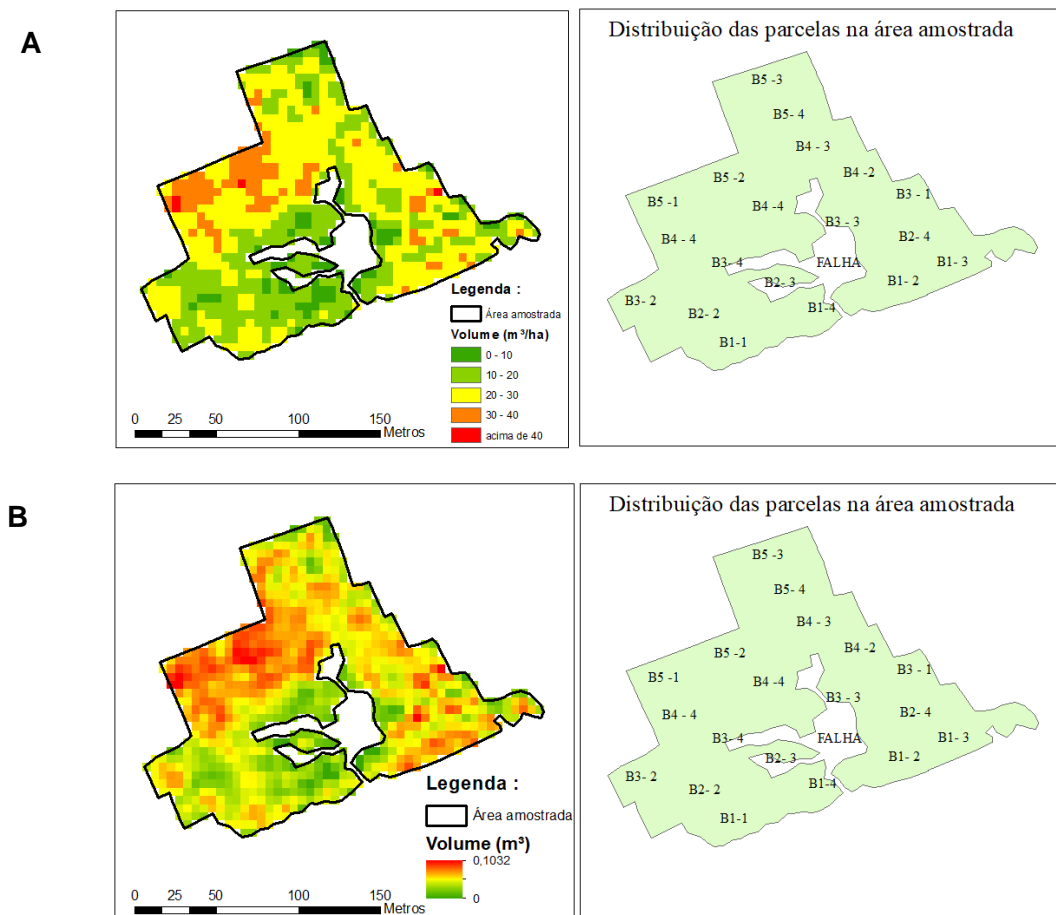 A
Legenda :
Área amostrada
Volume (m³/ha)
0 - 10
10 - 20
20 - 30
30 - 40
acima de 40
0 25 50 100 150
Metros
Distribuição das parcelas na área amostrada
B5 -3
B5- 4
B4 - 3
B4 -2
B5 -2
B3 - 1
B5 -1
B4 -4
B3 - 3
B4 - 4
B2- 4
B3- 4
FALHA
B1- 3
B2- 3
B1- 2
B3- 2
B2- 2
B1-4
B1-1
B
Legenda :
Área amostrada
Volume (m³)
0,1032
0
0 25 50 100 150
Metros
Distribuição das parcelas na área amostrada
B5 -3
B5- 4
B4 - 3
B4 -2
B5 -2
B3 - 1
B5 -1
B4 -4
B3 - 3
B4 - 4
B2- 4
B3- 4
FALHA
B1- 3
B2- 3
B1- 2
B3- 2
B2- 2
B1-4
B1-1